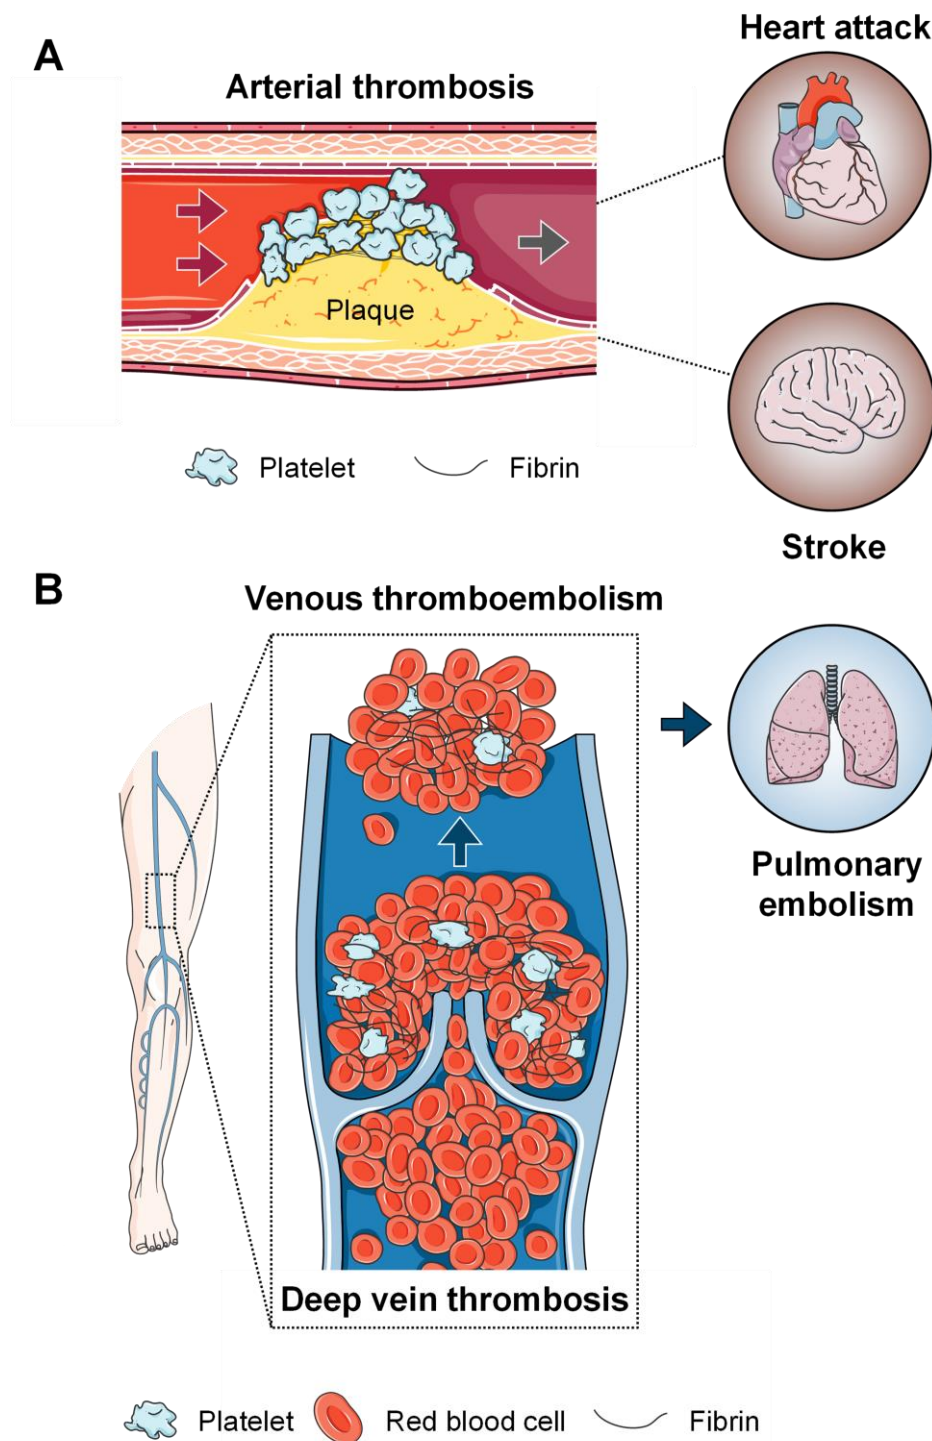 A
Heart attack
Arterial thrombosis
Plaque
Platelet
Fibrin
Stroke
B
Venous thromboembolism
Pulmonary
embolism
Deep vein thrombosis
Platelet
Red blood cell
Fibrin